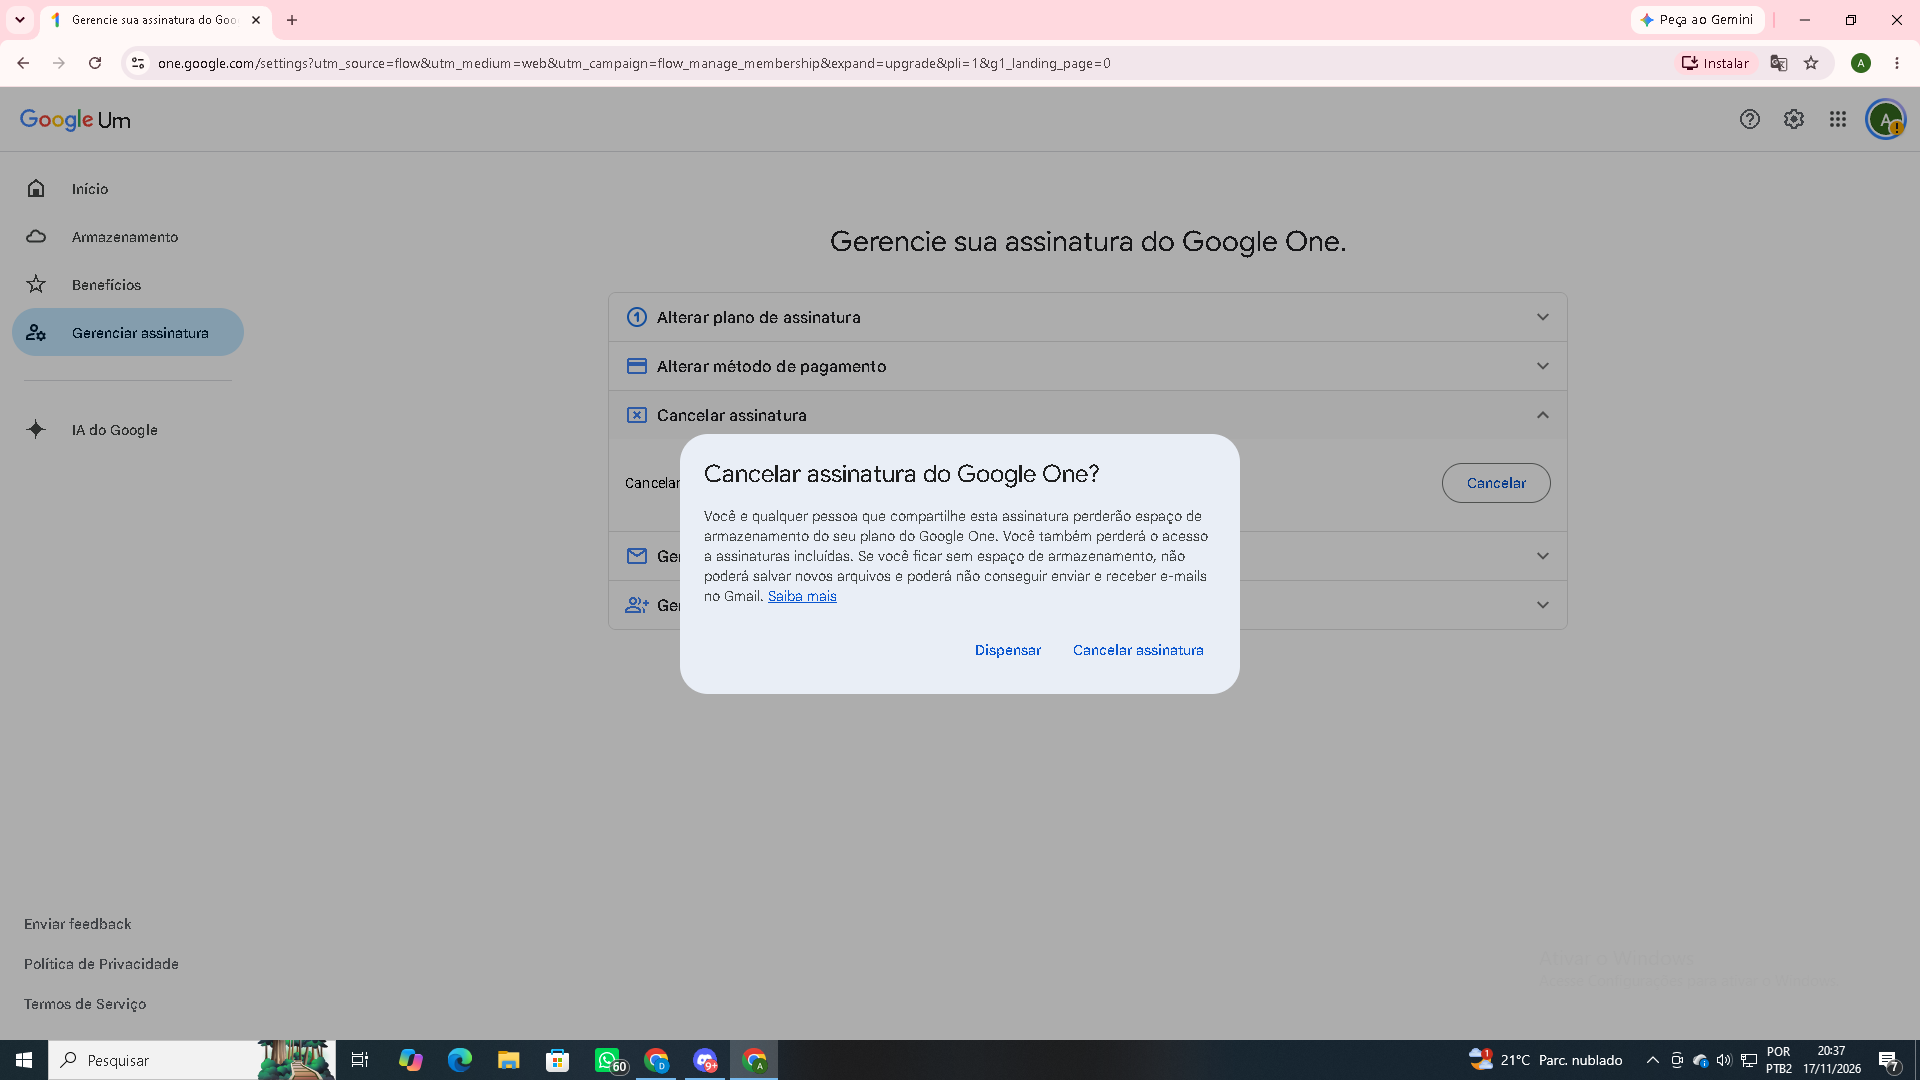 Gerencie sua assinatura do Goo
Peça ao Gemini
one.google.com/settings?utm_source=flow&utm_medium=web&utm_campaign=flow_manage_membership&expand=upgrade&pli=1&g1_landing_page=0
Instalar
A
Google Um
A
Início
Armazenamento
Benefícios
Gerenciar assinatura
IA do Google
Gerencie sua assinatura do Google One.
Alterar plano de assinatura
Alterar método de pagamento
Cancelar assinatura
Cancelar
Cancelar
Ger
Ger
Cancelar assinatura do Google One?
Você e qualquer pessoa que compartilhe esta assinatura perderão espaço de
armazenamento do seu plano do Google One. Você também perderá o acesso
a assinaturas incluídas. Se você ficar sem espaço de armazenamento, não
poderá salvar novos arquivos e poderá não conseguir enviar e receber e-mails
no Gmail. Saiba mais
Dispensar
Cancelar assinatura
Enviar feedback
Política de Privacidade
Termos de Serviço
Ativar o Windows
Pesquisar
60
D
9+
A
1
21°C Parc. nublado
POR
PTB2
20:37
17/11/2026
7